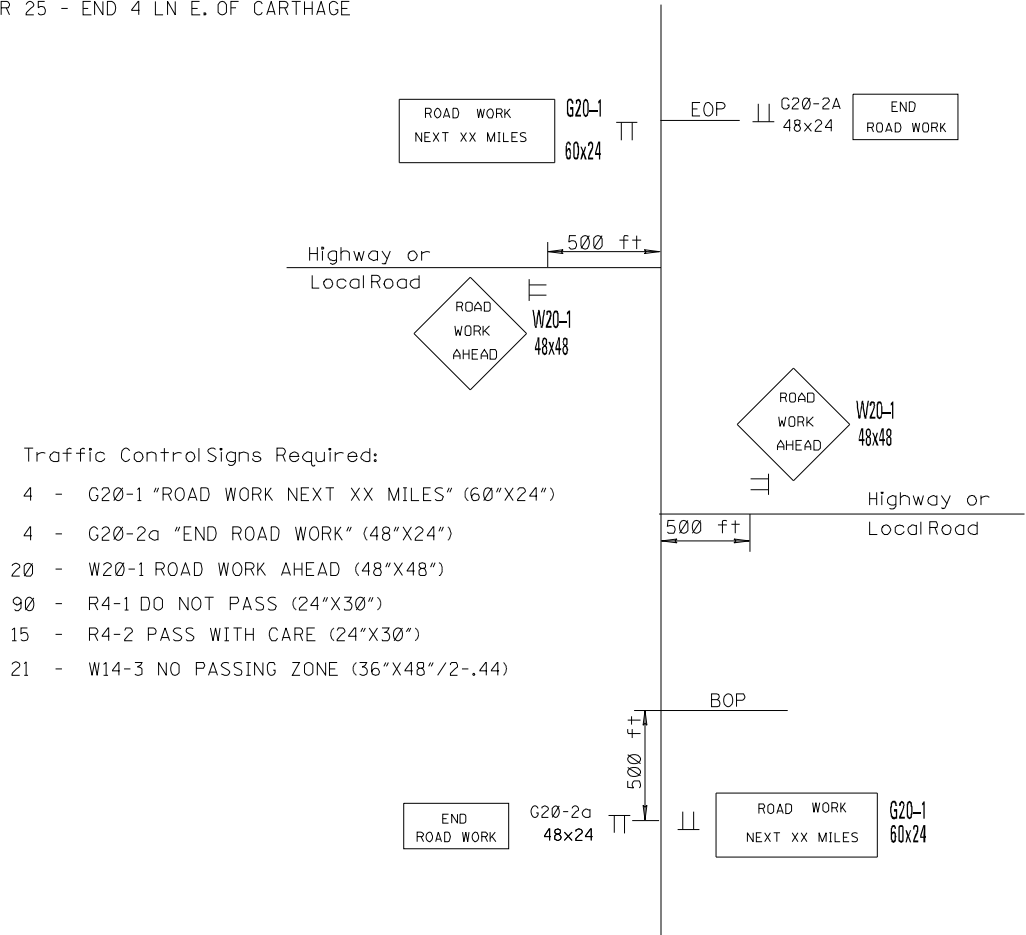 R 25 - END 4 LN E. OF CARTHAGE
ROAD WORK
NEXT XX MILES
G20-1
60x24
EOP
G20-2A
48x24
END
ROAD WORK
500 ft
Highway or
Local Road
ROAD
WORK
AHEAD
W20-1
48x48
ROAD
WORK
AHEAD
W20-1
48x48
Highway or
Local Road
500 ft
Traffic Control Signs Required:
4 - G20-1 "ROAD WORK NEXT XX MILES" (60"X24")
4 - G20-2a "END ROAD WORK" (48"X24")
20 - W20-1 ROAD WORK AHEAD (48"X48")
90 - R4-1 DO NOT PASS (24"X30")
15 - R4-2 PASS WITH CARE (24"X30")
21 - W14-3 NO PASSING ZONE (36"X48"/2-.44)
BOP
500 ft
END
ROAD WORK
G20-2a
48x24
ROAD WORK
NEXT XX MILES
G20-1
60x24